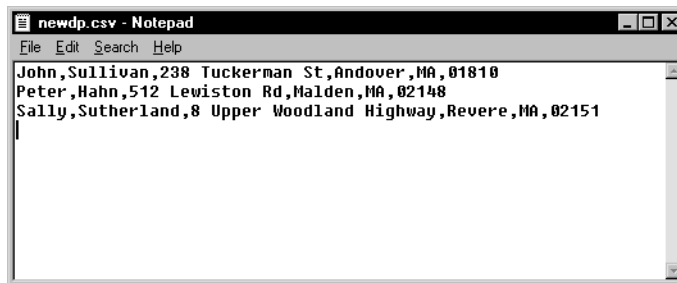 newdp.csv - Notepad
File Edit Search Help
John,Sullivan,238 Tuckerman St,Andover,MA,01810
Peter,Hahn,512 Lewiston Rd,Malden,MA,02148
Sally,Sutherland,8 Upper Woodland Highway,Revere,MA,02151